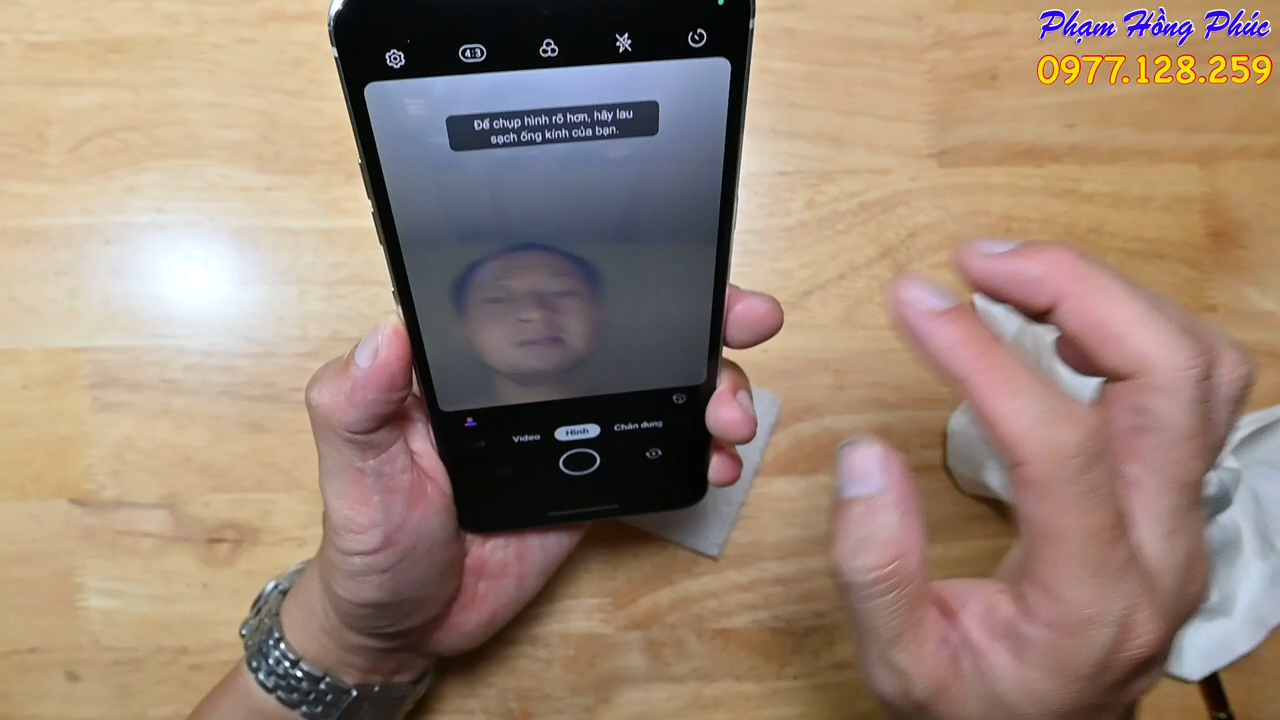 Phạm Hồng Phúc
0977.128.259
4:3
Để chụp hình rõ hơn, hãy lau
sạch ống kính của bạn.
Video Hình Chân dung